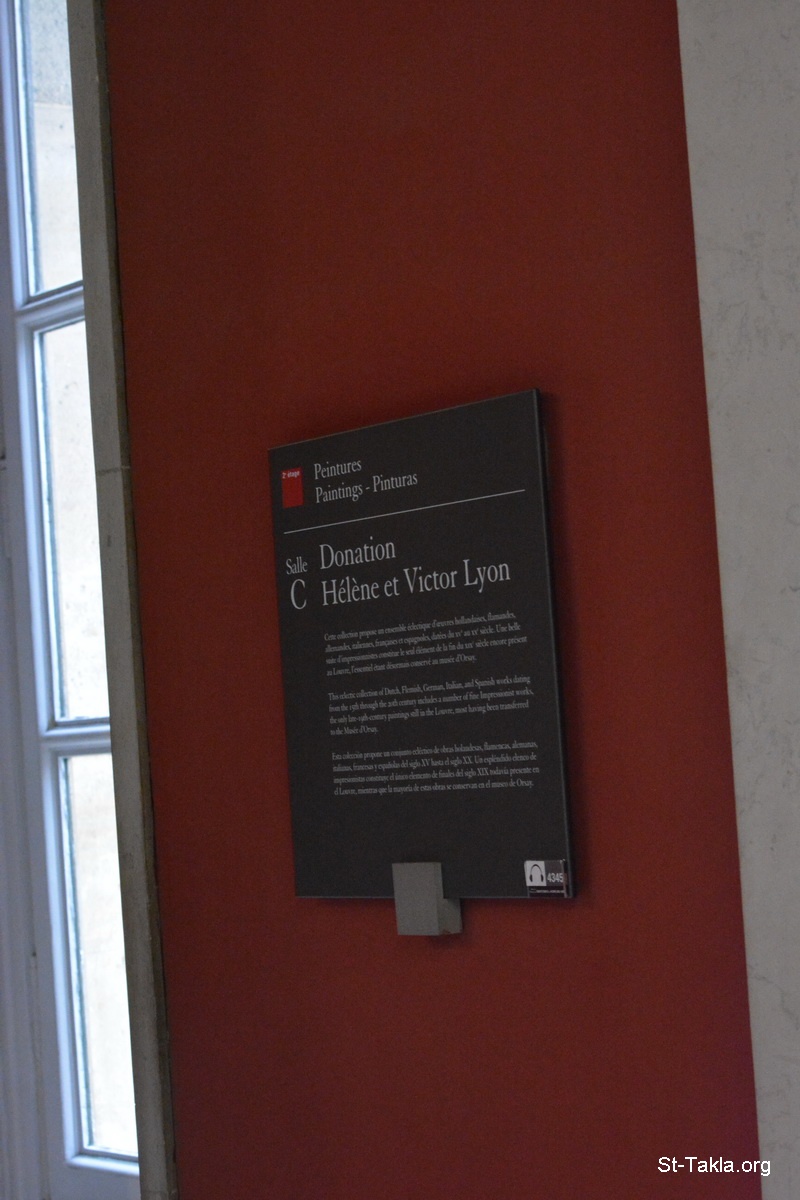 2e étage
Peintures
Paintings - Pinturas
Salle
C
Donation
Hélène et Victor Lyon
Cette collection propose un ensemble éclectique d'œuvres hollandaises, flamandes,
allemandes, italiennes, françaises et espagnoles, datées du XVe au XXe siècle. Une belle
suite d'impressionnistes constitue le seul élément de la fin du XIXe siècle encore présent
au Louvre, l'essentiel étant désormais conservé au musée d'Orsay.
This eclectic collection of Dutch, Flemish, German, Italian, and Spanish works dating
from the 15th through the 20th century includes a number of fine Impressionist works,
the only late-19th-century paintings still in the Louvre, most having been transferred
to the Musée d'Orsay.
Esta colección propone un conjunto ecléctico de obras holandesas, flamencas, alemanas,
italianas, francesas y españolas del siglo XV hasta el siglo XX. Un espléndido elenco de
impresionistas constituye el único elemento de finales del siglo XIX todavía presente en
el Louvre, mientras que la mayoría de estas obras se conservan en el museo de Orsay.
4345
St-Takla.org